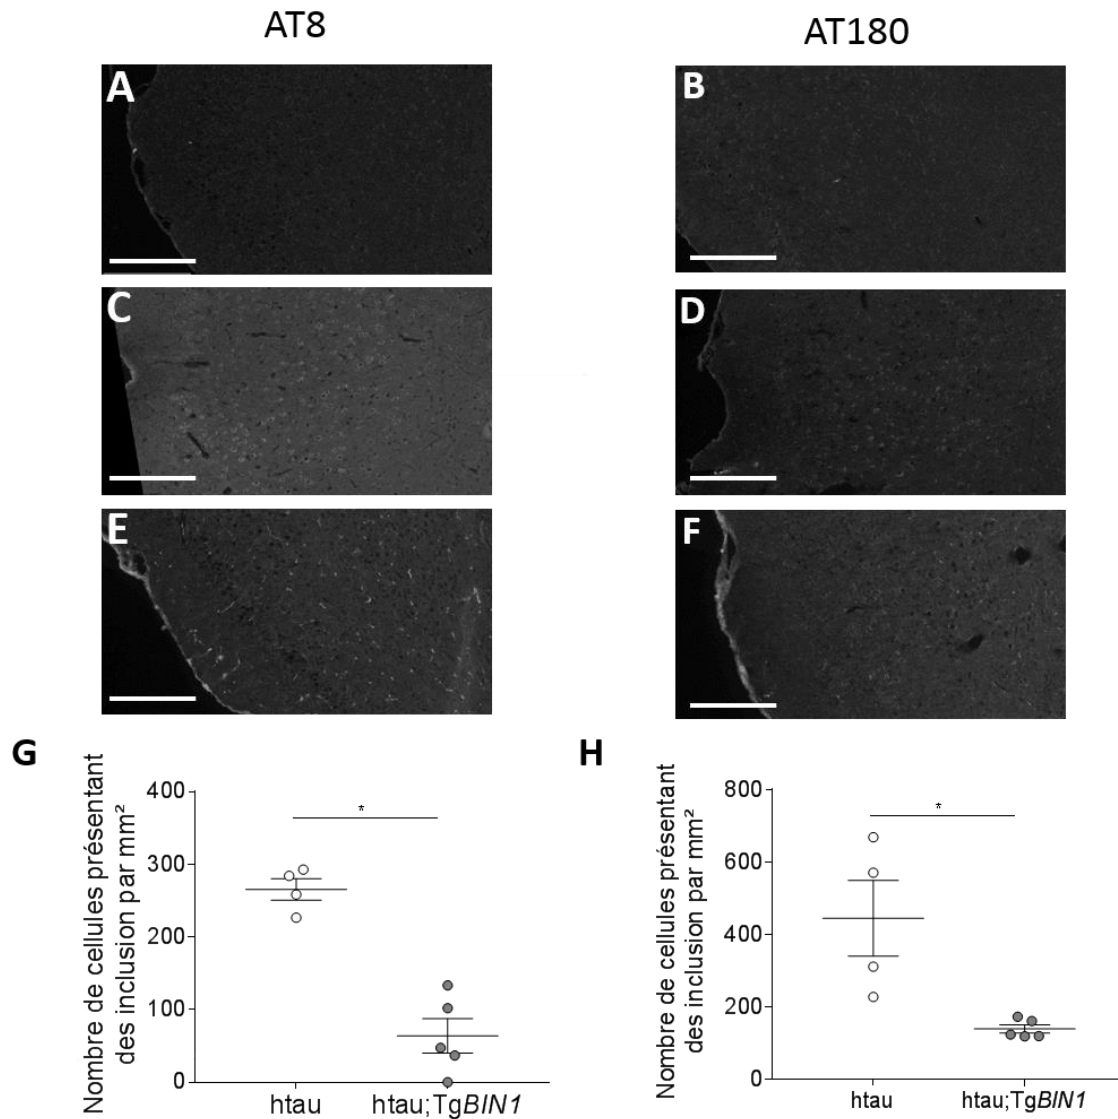 AT8
AT180
A
B
C
D
E
F
G
H
Nombre de cellules présentant
des inclusion par mm²
400
300
200
100
0
*
htau
htau;TgBIN1
Nombre de cellules présentant
des inclusion par mm²
800
600
400
200
0
*
htau
htau;TgBIN1